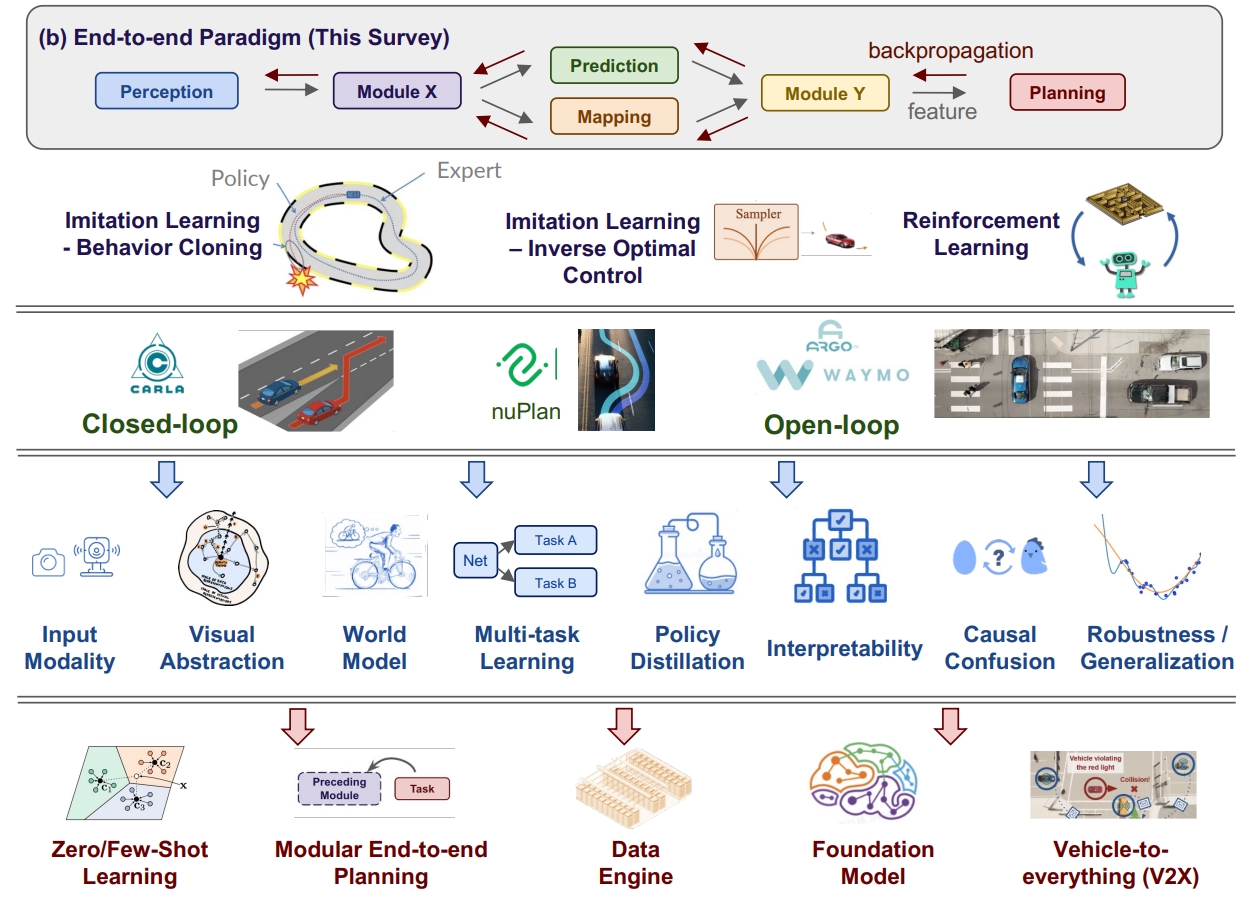 (b) End-to-end Paradigm (This Survey)
backpropagation
Perception
Module X
Prediction
Mapping
Module Y
Planning
feature
Policy
Expert
Imitation Learning
- Behavior Cloning
Imitation Learning
– Inverse Optimal
Control
Sampler
Reinforcement
Learning
CARLA
Closed-loop
nuPlan
ARGO
WAYMO
Open-loop
Net
Task A
Task B
Input
Modality
Visual
Abstraction
World
Model
Multi-task
Learning
Policy
Distillation
Interpretability
?
Causal
Confusion
Robustness /
Generalization
c1
c2
c3
x
Preceding
Module
Task
Vehicle violating
the red light
Collision!
Zero/Few-Shot
Learning
Modular End-to-end
Planning
Data
Engine
Foundation
Model
Vehicle-to-
everything (V2X)